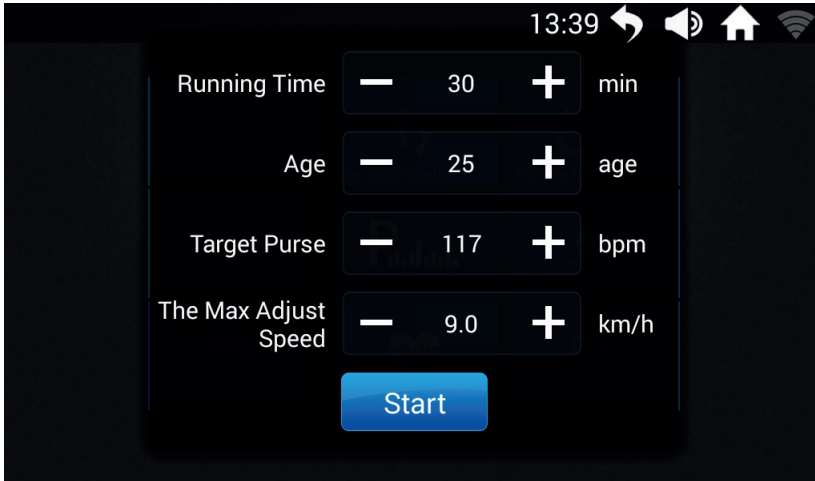 13:39
Running Time 30 min
Age 25 age
Target Purse 117 bpm
The Max Adjust
Speed 9.0 km/h
Start